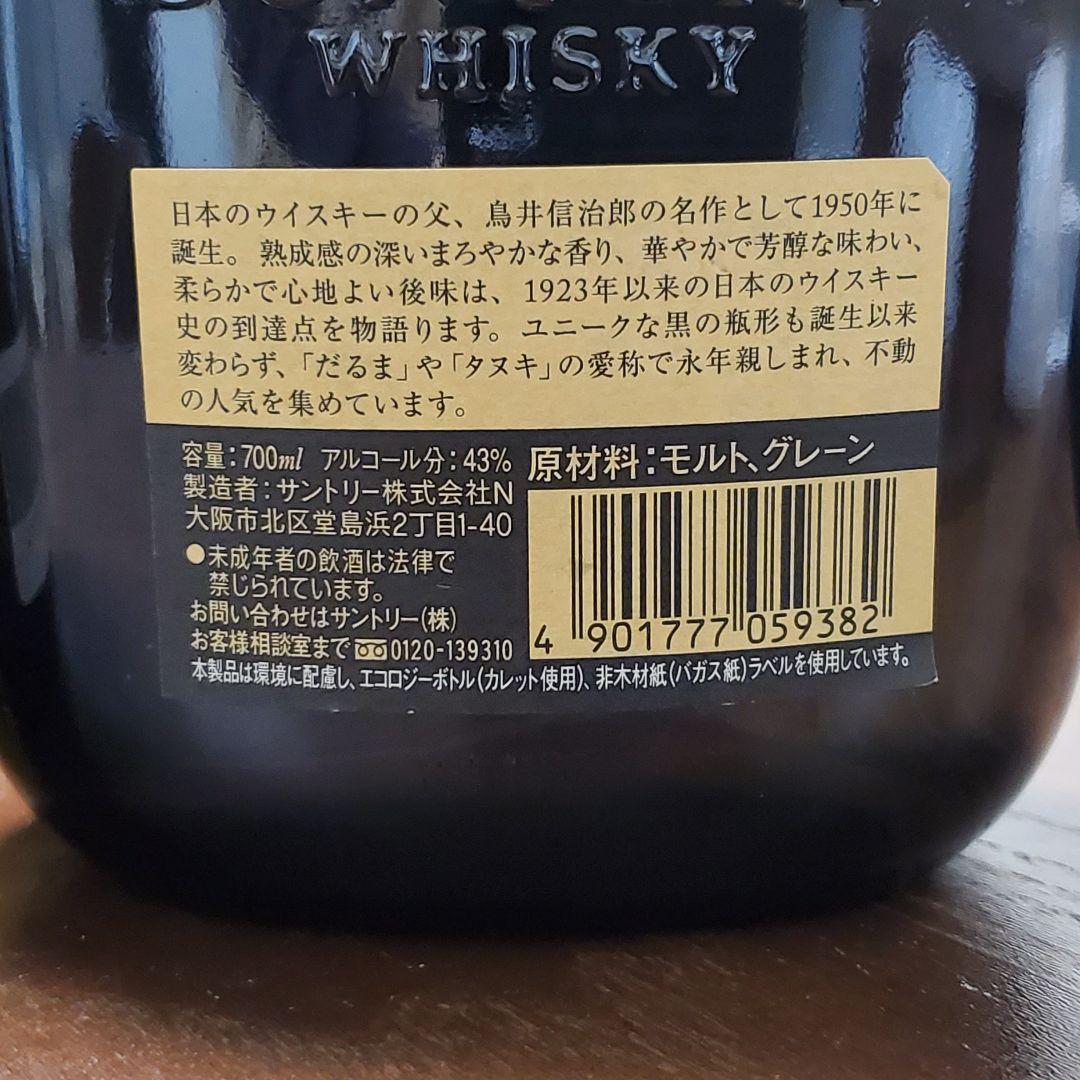 WHISKY
日本のウイスキーの父、鳥井信治郎の名作として1950年に
誕生。熟成感の深いまろやかな香り、華やかで芳醇な味わい、
柔らかで心地よい後味は、1923年以来の日本のウイスキー
史の到達点を物語ります。ユニークな黒の瓶形も誕生以来
変わらず、「だるま」や「タヌキ」の愛称で永年親しまれ、不動
の人気を集めています。
容量:700ml アルコール分:43%
製造者:サントリー株式会社N
大阪市北区堂島浜2丁目1-40
●未成年者の飲酒は法律で
禁じられています。
お問い合わせはサントリー(株)
お客様相談室まで 0120-139310
原材料:モルト、グレーン
4 901777 059382
本製品は環境に配慮し、エコロジーボトル(カレット使用)、非木材紙(バガス紙)ラベルを使用しています。